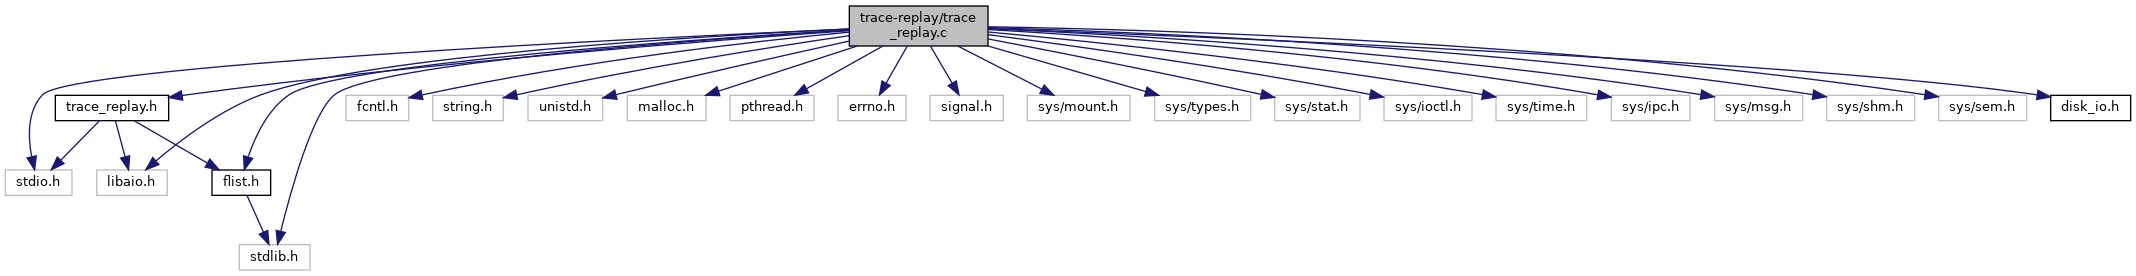 trace-replay/trace
_replay.c
trace_replay.h
fcntl.h
string.h
unistd.h
malloc.h
pthread.h
errno.h
signal.h
sys/mount.h
sys/types.h
sys/stat.h
sys/ioctl.h
sys/time.h
sys/ipc.h
sys/msg.h
sys/shm.h
sys/sem.h
disk_io.h
stdio.h
libaio.h
flist.h
stdlib.h